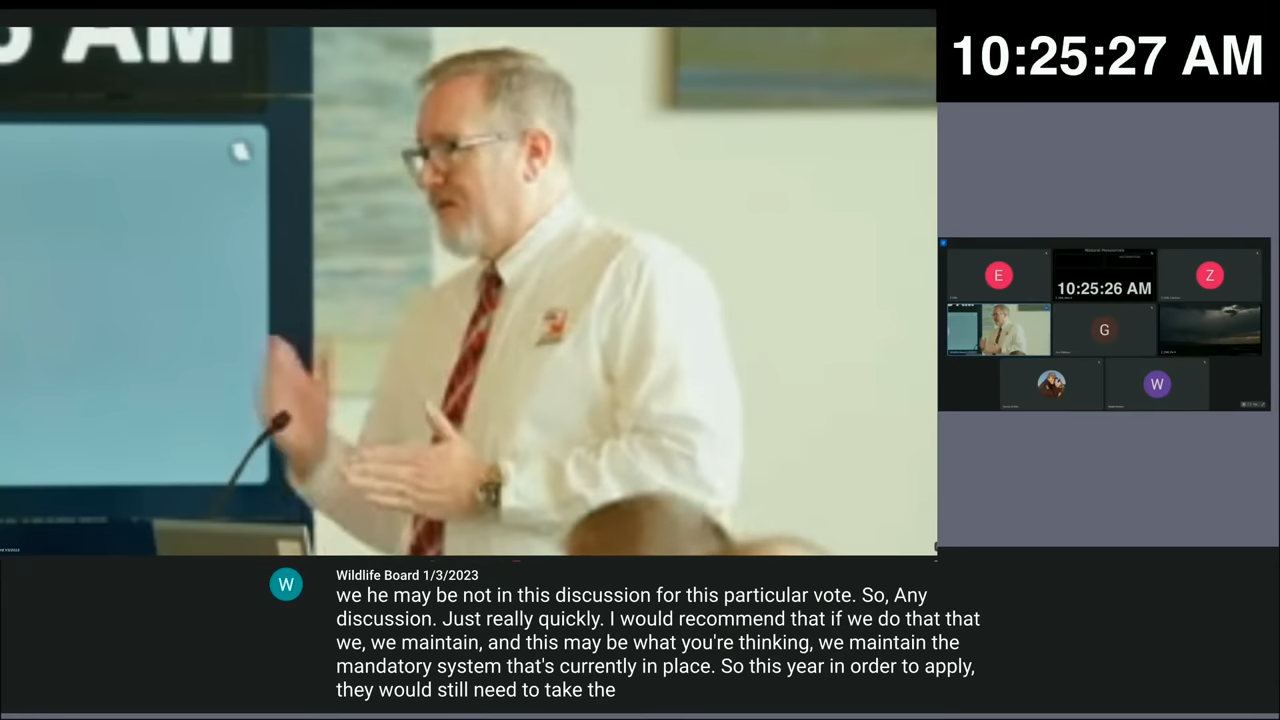 AM
10:25:27 AM
E
10:25:26 AM
Z
G
W
W
Wildlife Board 1/3/2023
we he may be not in this discussion for this particular vote. So, Any
discussion. Just really quickly. I would recommend that if we do that that
we, we maintain, and this may be what you're thinking, we maintain the
mandatory system that's currently in place. So this year in order to apply,
they would still need to take the